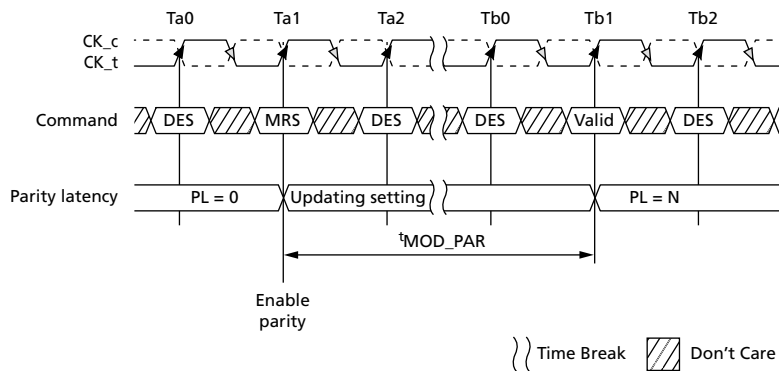 Ta0 Ta1 Ta2 Tb0 Tb1 Tb2
CK_c
CK_t
Command DES MRS DES DES Valid DES
Parity latency PL = 0 Updating setting PL = N
tMOD_PAR
Enable
parity
Time Break Don't Care